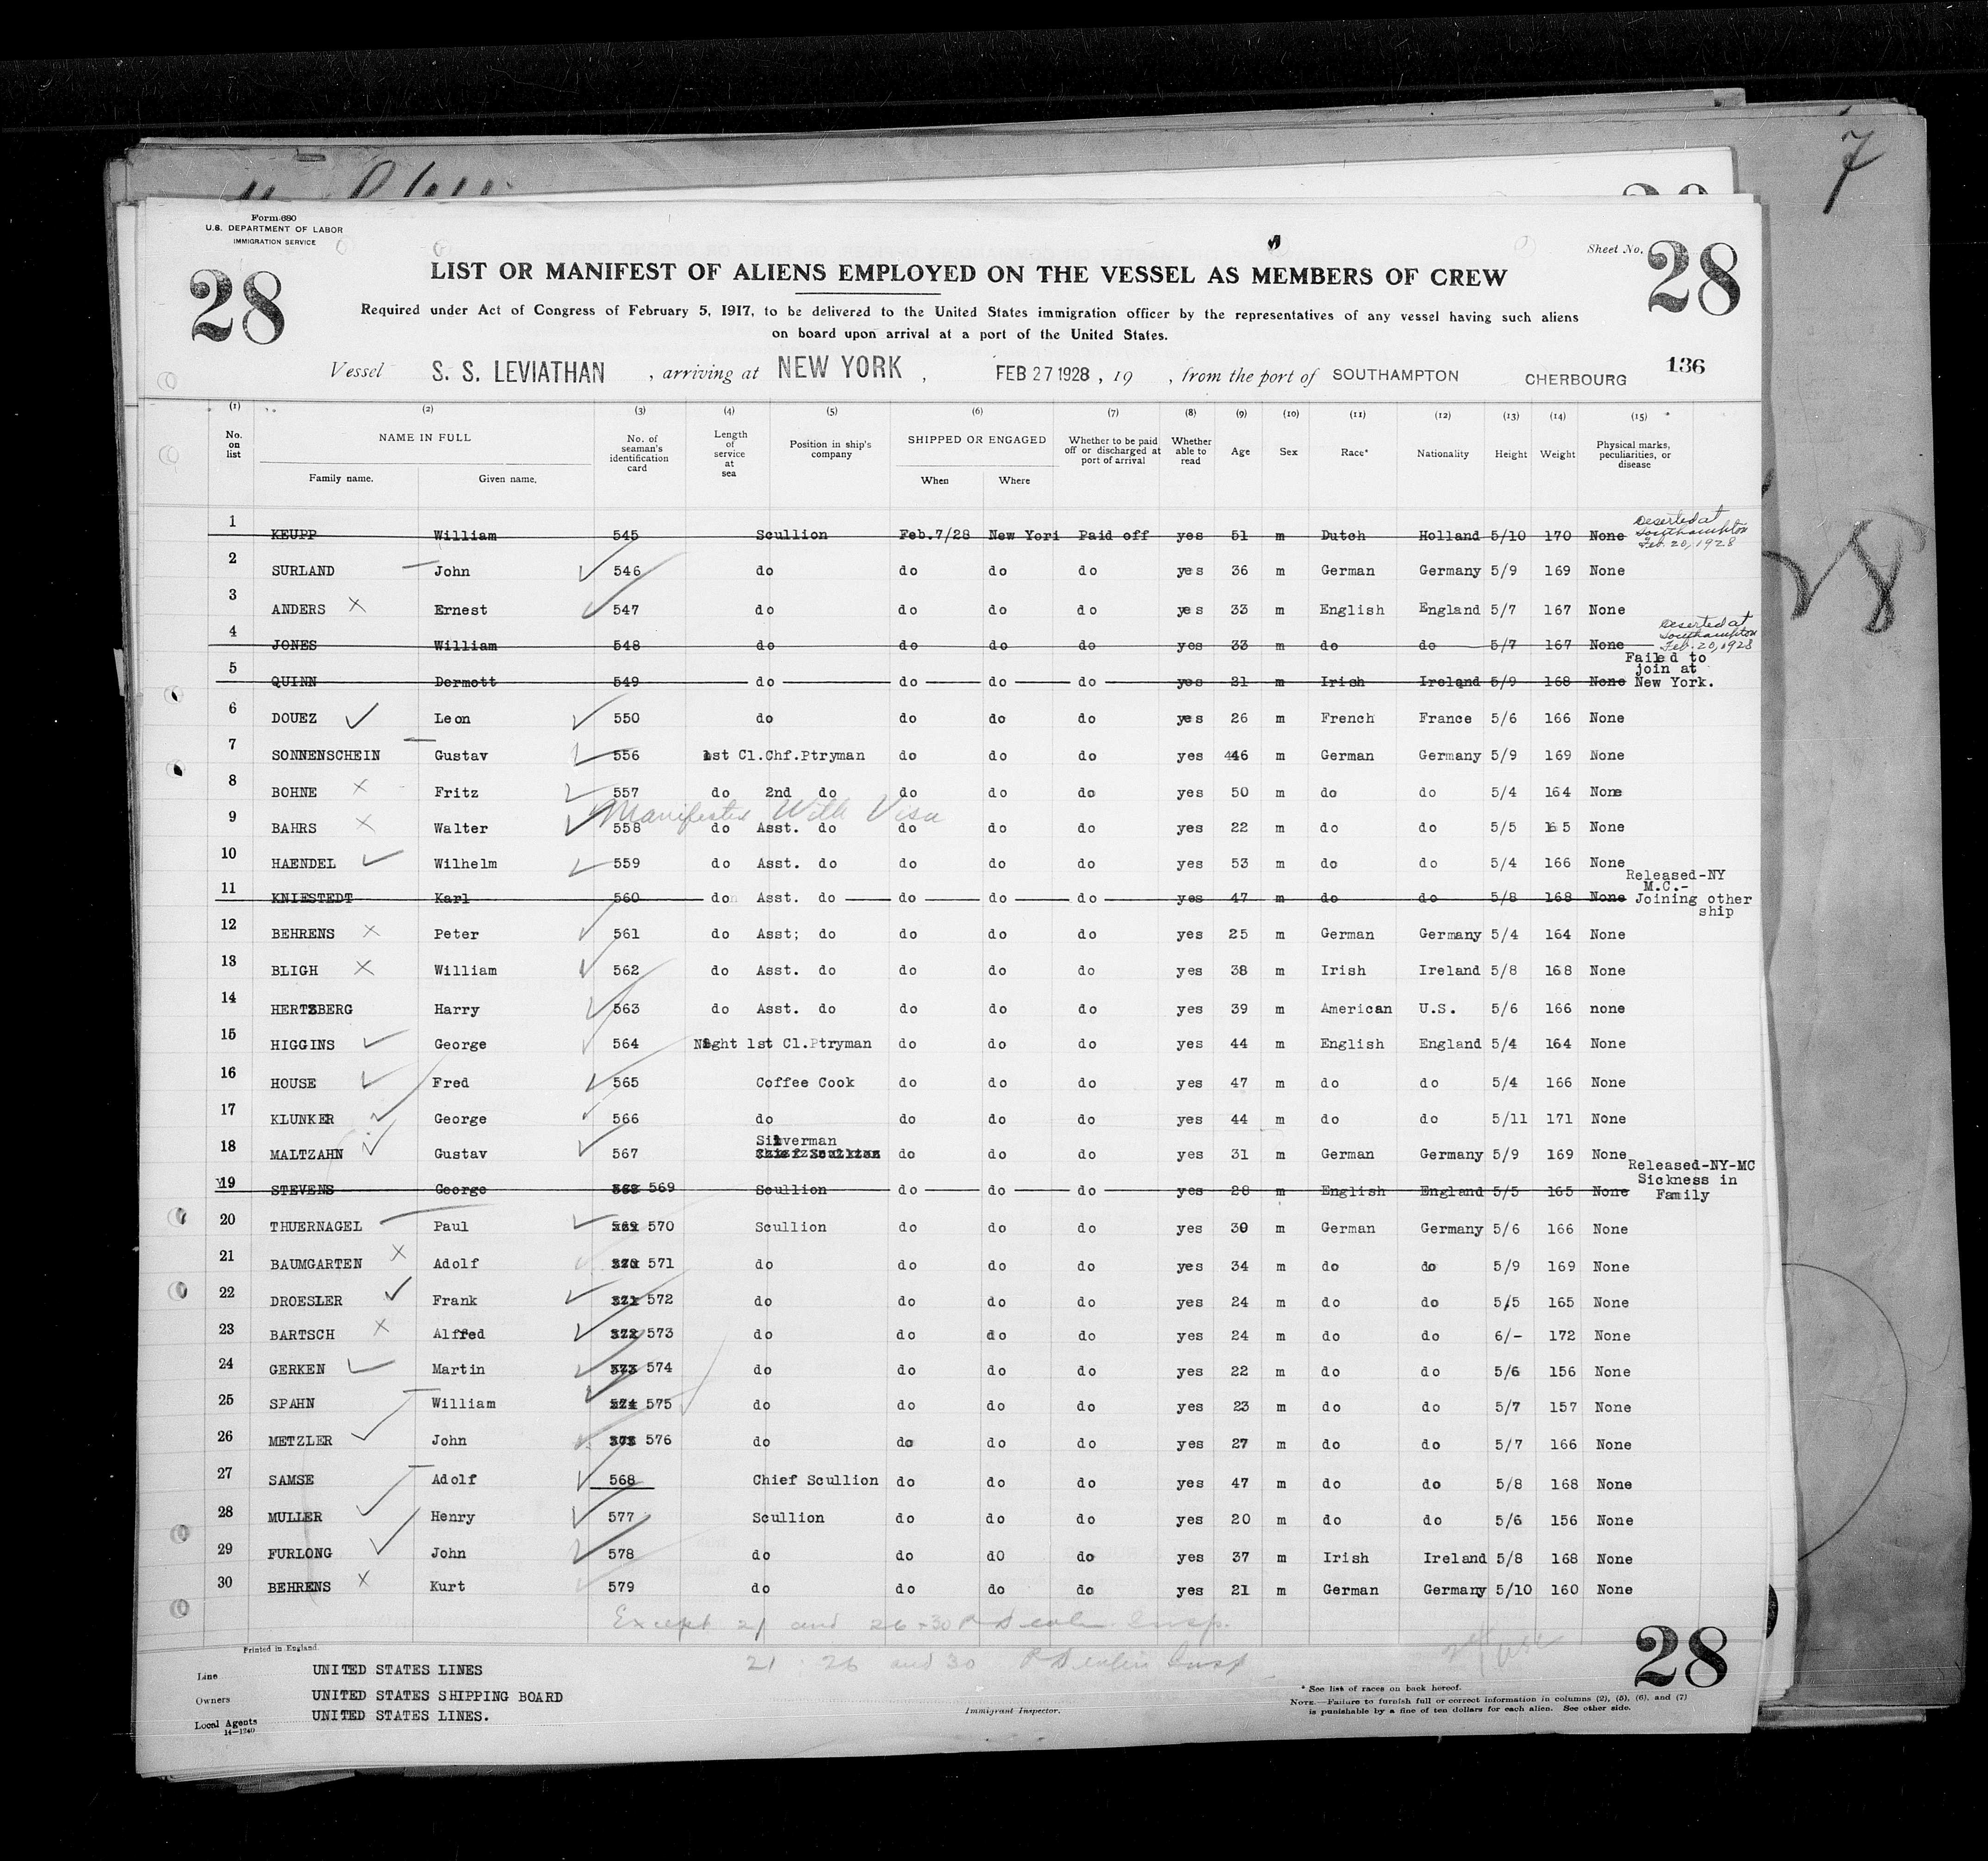 7
28
Form 680
U.S. DEPARTMENT OF LABOR
IMMIGRATION SERVICE
28
Sheet No. 28
LIST OR MANIFEST OF ALIENS EMPLOYED ON THE VESSEL AS MEMBERS OF CREW
Required under Act of Congress of February 5, 1917, to be delivered to the United States immigration officer by the representatives of any vessel having such aliens
on board upon arrival at a port of the United States.
Vessel S. S. LEVIATHAN , arriving at NEW YORK , FEB 27 1928 , 19 , from the port of SOUTHAMPTON CHERBOURG 136
(1) (2) (3) (4) (5) (6) (7) (8) (9) (10) (11) (12) (13) (14) (15)
No. on list NAME IN FULL Family name. Given name. No. of seaman's identification card Length of service at sea Position in ship's company SHIPPED OR ENGAGED When Where Whether to be paid off or discharged at port of arrival Whether able to read Age Sex Race* Nationality Height Weight Physical marks, peculiarities, or disease
1 KEUPP William 545 Scullion Feb.7/28 New Yori Paid off yes 51 m Dutch Holland 5/10 170 None Deserted at Southampton Feb. 20, 1928
2 SURLAND John 546 do do do do yes 36 m German Germany 5/9 169 None
3 ANDERS Ernest 547 do do do do yes 33 m English England 5/7 167 None
4 JONES William 548 do do do do yes 33 m do do 5/7 167 None Deserted at Southampton Feb. 20, 1928
5 QUINN Dermott 549 do do do do yes 21 m Irish Ireland 5/9 168 None Failed to join at New York.
6 DOUEZ Leon 550 do do do do yes 26 m French France 5/6 166 None
7 SONNENSCHEIN Gustav 556 1st Cl.Chf.Ptryman do do do yes 46 m German Germany 5/9 169 None
8 BOHNE Fritz 557 do 2nd do do do do yes 50 m do do 5/4 164 None
Manifested With Visa
9 BAHRS Walter 558 do Asst. do do do do yes 22 m do do 5/5 165 None
10 HAENDEL Wilhelm 559 do Asst. do do do do yes 53 m do do 5/4 166 None
11 KNIESTEDT Karl 560 do Asst. do do do do yes 47 m do do 5/8 168 None Released-NY M.C.- Joining other ship
12 BEHRENS Peter 561 do Asst; do do do do yes 25 m German Germany 5/4 164 None
13 BLIGH William 562 do Asst. do do do do yes 38 m Irish Ireland 5/8 168 None
14 HERTZBERG Harry 563 do Asst. do do do do yes 39 m American U.S. 5/6 166 none
15 HIGGINS George 564 Night 1st Cl.Ptryman do do do yes 44 m English England 5/4 164 None
16 HOUSE Fred 565 Coffee Cook do do do yes 47 m do do 5/4 166 None
17 KLUNKER George 566 do do do do yes 44 m do do 5/11 171 None
18 MALTZAHN Gustav 567 Silverman Chief Scullion do do do yes 31 m German Germany 5/9 169 None
19 STEVENS George 568 569 Scullion do do do yes 28 m English England 5/5 165 None Released-NY-MC Sickness in Family
20 THUERNAGEL Paul 569 570 Scullion do do do yes 30 m German Germany 5/6 166 None
21 BAUMGARTEN Adolf 571 do do do do yes 34 m do do 5/9 169 None
22 DROESLER Frank 572 do do do do yes 24 m do do 5/5 165 None
23 BARTSCH Alfred 573 do do do do yes 24 m do do 6/- 172 None
24 GERKEN Martin 574 do do do do yes 22 m do do 5/6 156 None
25 SPAHN William 575 do do do do yes 23 m do do 5/7 157 None
26 METZLER John 576 do do do do yes 27 m do do 5/7 166 None
27 SAMSE Adolf 568 Chief Scullion do do do yes 47 m do do 5/8 168 None
28 MULLER Henry 577 Scullion do do do yes 20 m do do 5/6 156 None
29 FURLONG John 578 do do dO do yes 37 m Irish Ireland 5/8 168 None
30 BEHRENS Kurt 579 do do do do yes 21 m German Germany 5/10 160 None
Except 21 and 26 - 30 Insp.
21 26 and 30 Insp
Printed in England.
Line UNITED STATES LINES
Owners UNITED STATES SHIPPING BOARD
Local Agents UNITED STATES LINES.
14-1240
Immigrant Inspector.
28
* See list of races on back hereof.
NOTE.—Failure to furnish full or correct information in columns (2), (5), (6), and (7)
is punishable by a fine of ten dollars for each alien. See other side.